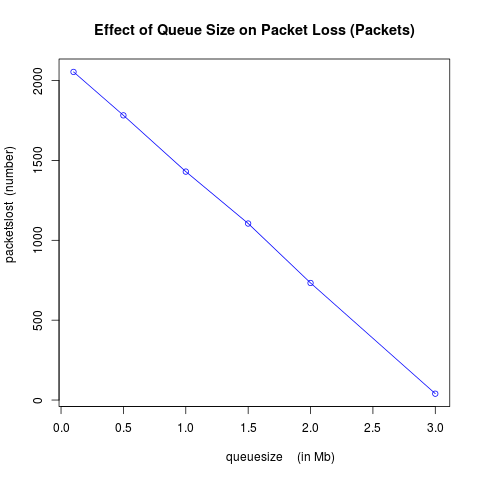 Effect of Queue Size on Packet Loss (Packets)
packetslost (number)
2000
1500
1000
500
0
0.0 0.5 1.0 1.5 2.0 2.5 3.0
queuesize (in Mb)